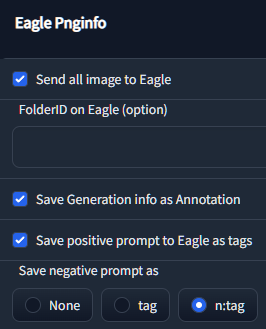 Eagle Pnginfo
Send all image to Eagle
FolderID on Eagle (option)
Save Generation info as Annotation
Save positive prompt to Eagle as tags
Save negative prompt as
None tag n:tag